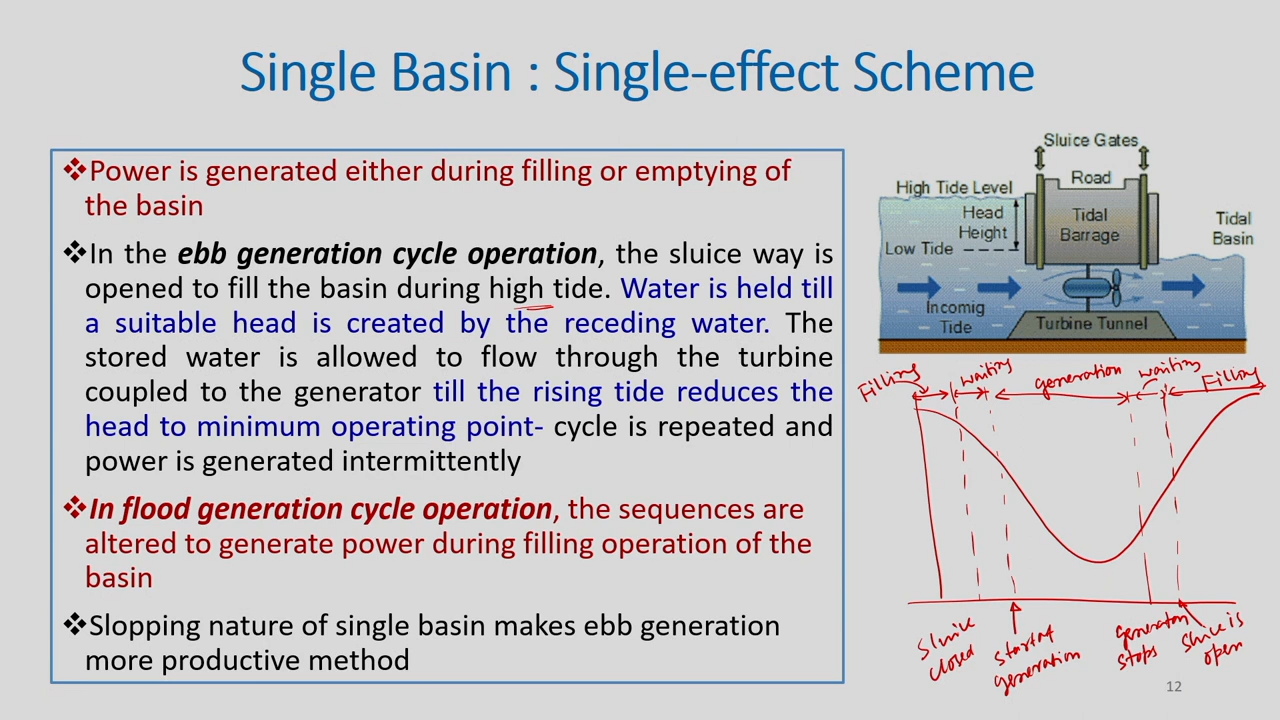 Single Basin : Single-effect Scheme
❖Power is generated either during filling or emptying of
the basin
❖In the ebb generation cycle operation, the sluice way is
opened to fill the basin during high tide. Water is held till
a suitable head is created by the receding water. The
stored water is allowed to flow through the turbine
coupled to the generator till the rising tide reduces the
head to minimum operating point- cycle is repeated and
power is generated intermittently
❖In flood generation cycle operation, the sequences are
altered to generate power during filling operation of the
basin
❖Slopping nature of single basin makes ebb generation
more productive method
Sluice Gates
High Tide Level
Road
Head
Height
Tidal
Barrage
Tidal
Basin
Low Tide
Incomig
Tide
Turbine Tunnel
Filling
waiting
generation
waiting
Filling
Sluice
closed
start of
generation
generation
stops
Sluice is
open
12